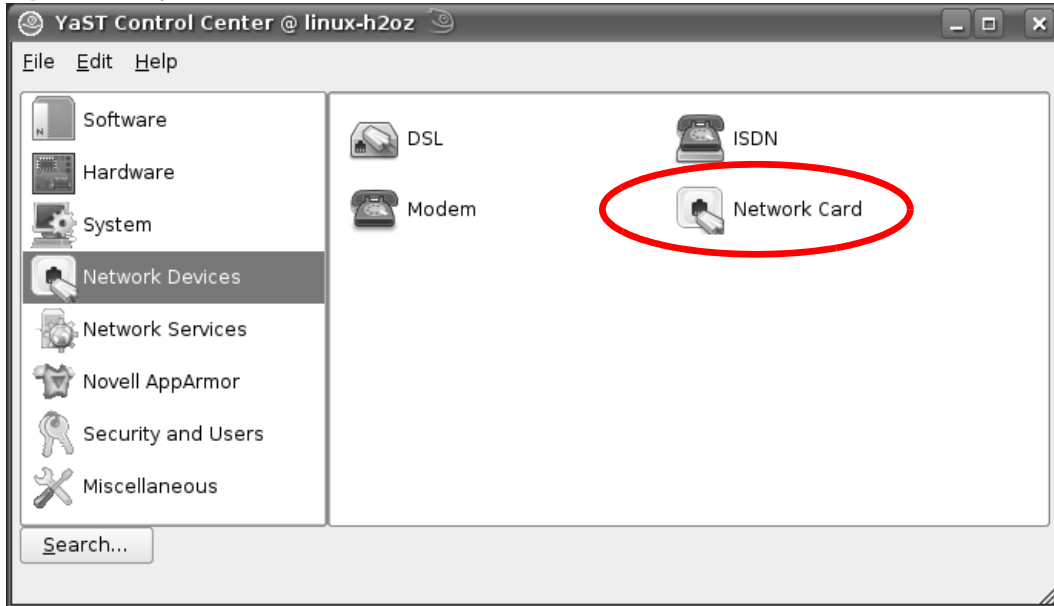 YaST Control Center @ linux-h2oz
File Edit Help
Software
Hardware
System
Network Devices
Network Services
Novell AppArmor
Security and Users
Miscellaneous
DSL
ISDN
Modem
Network Card
Search...